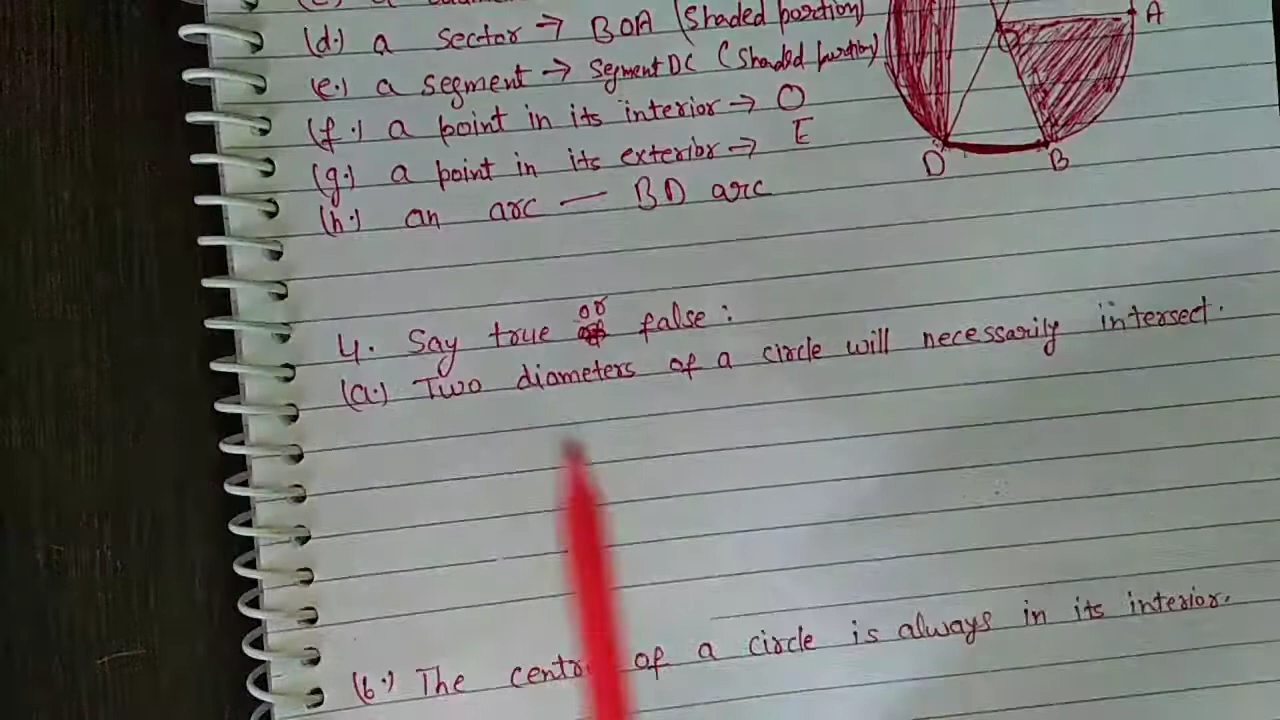 (d.) a sector → BOA (shaded portion)
(e.) a segment → segment DC (shaded portion)
(f.) a point in its interior → O
(g.) a point in its exterior → E
(h.) an arc — BD arc
A
O
D
B
4. Say true or false:
(a.) Two diameters of a circle will necessarily intersect.
(b.) The centr of a circle is always in its interior.